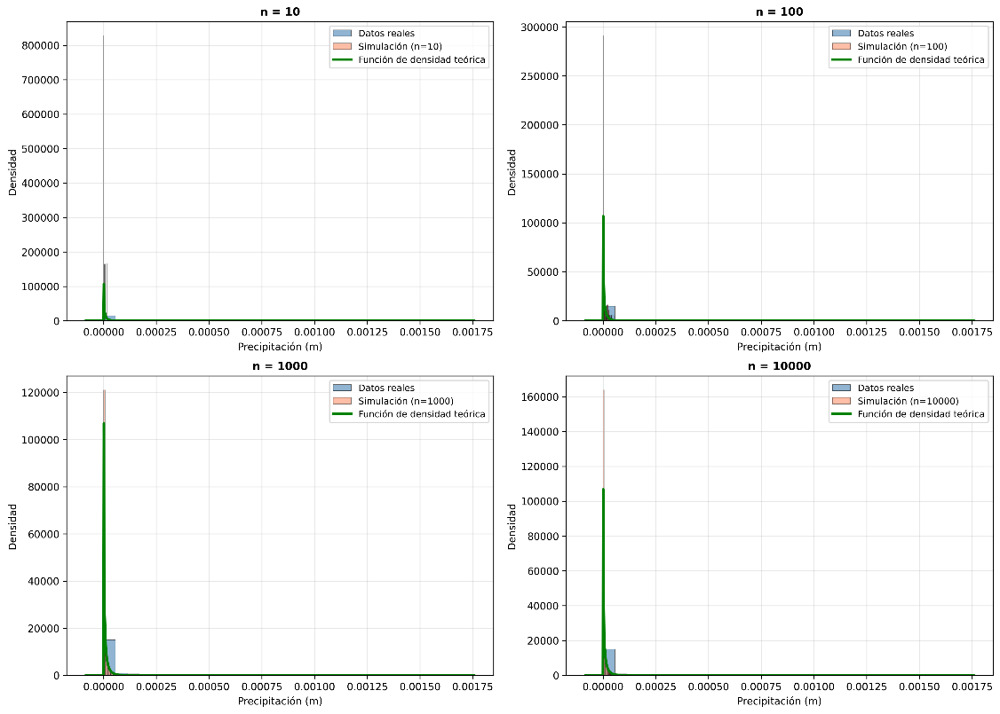 n = 10
800000
700000
600000
500000
400000
300000
200000
100000
0
Densidad
Datos reales
Simulación (n=10)
Función de densidad teórica
0.00000 0.00025 0.00050 0.00075 0.00100 0.00125 0.00150 0.00175
Precipitación (m)
n = 100
300000
250000
200000
150000
100000
50000
0
Densidad
Datos reales
Simulación (n=100)
Función de densidad teórica
0.00000 0.00025 0.00050 0.00075 0.00100 0.00125 0.00150 0.00175
Precipitación (m)
n = 1000
120000
100000
80000
60000
40000
20000
0
Densidad
Datos reales
Simulación (n=1000)
Función de densidad teórica
0.00000 0.00025 0.00050 0.00075 0.00100 0.00125 0.00150 0.00175
Precipitación (m)
n = 10000
160000
140000
120000
100000
80000
60000
40000
20000
0
Densidad
Datos reales
Simulación (n=10000)
Función de densidad teórica
0.00000 0.00025 0.00050 0.00075 0.00100 0.00125 0.00150 0.00175
Precipitación (m)